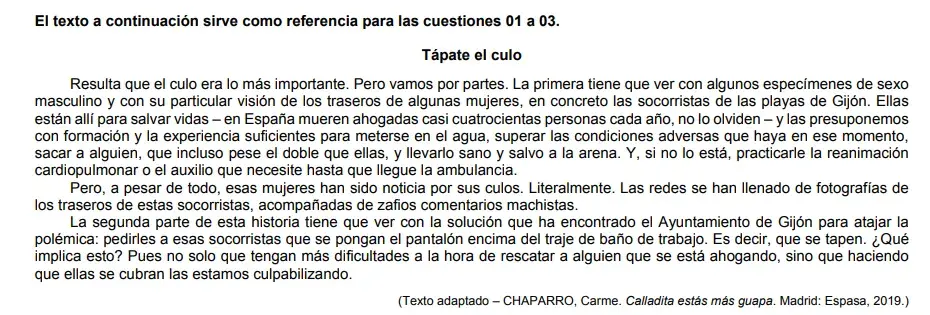 El texto a continuación sirve como referencia para las cuestiones 01 a 03.
Tápate el culo
Resulta que el culo era lo más importante. Pero vamos por partes. La primera tiene que ver con algunos especímenes de sexo
masculino y con su particular visión de los traseros de algunas mujeres, en concreto las socorristas de las playas de Gijón. Ellas
están allí para salvar vidas – en España mueren ahogadas casi cuatrocientas personas cada año, no lo olviden – y las presuponemos
con formación y la experiencia suficientes para meterse en el agua, superar las condiciones adversas que haya en ese momento,
sacar a alguien, que incluso pese el doble que ellas, y llevarlo sano y salvo a la arena. Y, si no lo está, practicarle la reanimación
cardiopulmonar o el auxilio que necesite hasta que llegue la ambulancia.
Pero, a pesar de todo, esas mujeres han sido noticia por sus culos. Literalmente. Las redes se han llenado de fotografías de
los traseros de estas socorristas, acompañadas de zafios comentarios machistas.
La segunda parte de esta historia tiene que ver con la solución que ha encontrado el Ayuntamiento de Gijón para atajar la
polémica: pedirles a esas socorristas que se pongan el pantalón encima del traje de baño de trabajo. Es decir, que se tapen. ¿Qué
implica esto? Pues no solo que tengan más dificultades a la hora de rescatar a alguien que se está ahogando, sino que haciendo
que ellas se cubran las estamos culpabilizando.
(Texto adaptado – CHAPARRO, Carme. Calladita estás más guapa. Madrid: Espasa, 2019.)